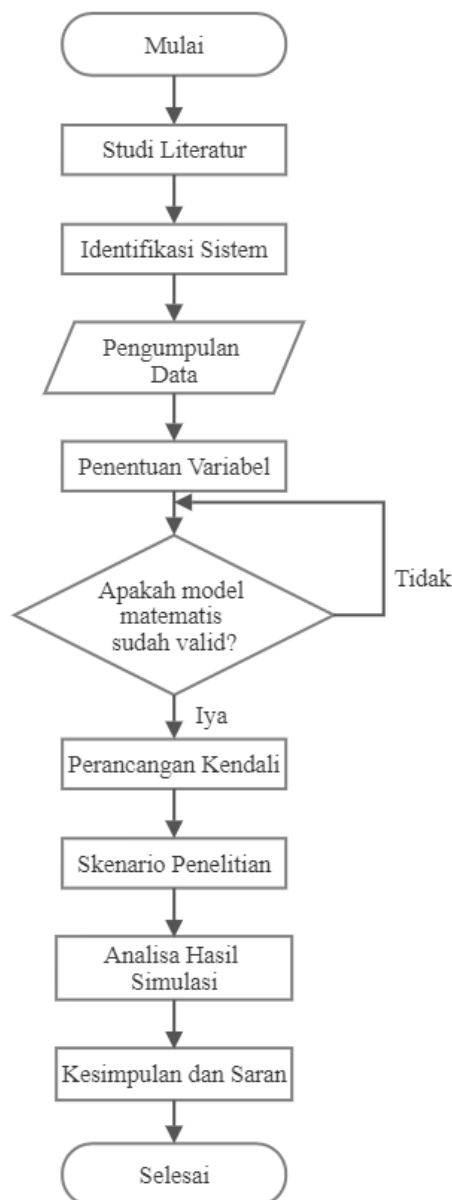 Mulai
Studi Literatur
Identifikasi Sistem
Pengumpulan
Data
Penentuan Variabel
Apakah model
matematis
sudah valid?
Tidak
Iya
Perancangan Kendali
Skenario Penelitian
Analisa Hasil
Simulasi
Kesimpulan dan Saran
Selesai